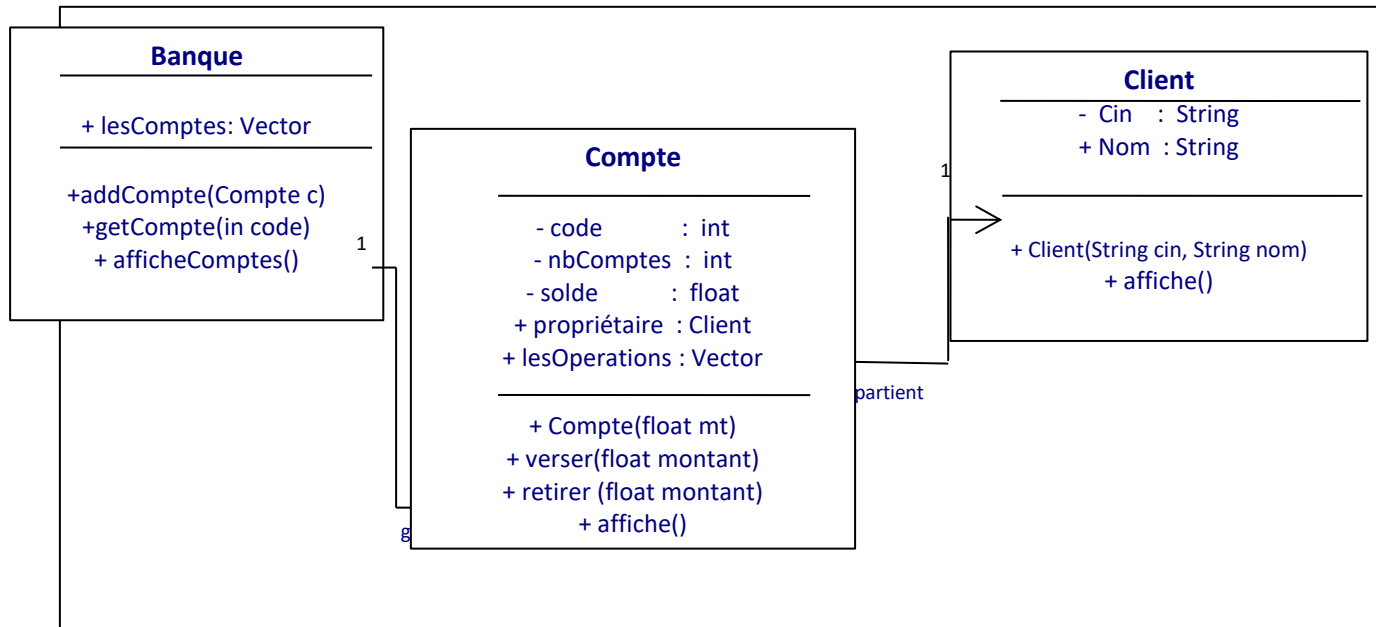 Banque
+ lesComptes: Vector
+addCompte(Compte c)
+getCompte(in code)
+ afficheComptes()
1
Compte
- code : int
- nbComptes : int
- solde : float
+ propriétaire : Client
+ lesOperations : Vector
+ Compte(float mt)
+ verser(float montant)
+ retirer (float montant)
+ affiche()
g
partient
1
Client
- Cin : String
+ Nom : String
+ Client(String cin, String nom)
+ affiche()